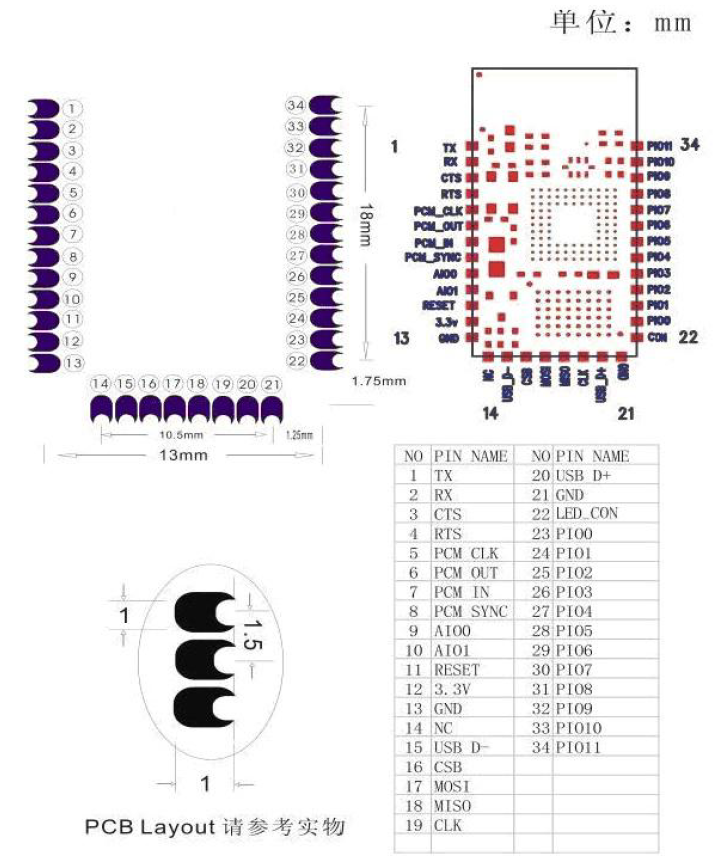 单位：mm
1
2
3
4
5
6
7
8
9
10
11
12
13
34
33
32
31
30
29
28
27
26
25
24
23
22
14 15 16 17 18 19 20 21
18mm
1.75mm
10.5mm
1.25mm
13mm
1
TX
RX
CTS
RTS
PCM_CLK
PCM_OUT
PCM_IN
PCM_SYNC
AIO0
AIO1
RESET
3.3v
GND
13
34
PIO11
PIO10
PIO9
PIO8
PIO7
PIO6
PIO5
PIO4
PIO3
PIO2
PIO1
PIO0
CON
22
NC USB_D- CSB MOSI MISO CLK USB_D+ GND
14 21
NO PIN NAME NO PIN NAME
1 TX 20 USB D+
2 RX 21 GND
3 CTS 22 LED_CON
4 RTS 23 PIO0
5 PCM CLK 24 PIO1
6 PCM OUT 25 PIO2
7 PCM IN 26 PIO3
8 PCM SYNC 27 PIO4
9 AIO0 28 PIO5
10 AIO1 29 PIO6
11 RESET 30 PIO7
12 3.3V 31 PIO8
13 GND 32 PIO9
14 NC 33 PIO10
15 USB D- 34 PIO11
16 CSB
17 MOSI
18 MISO
19 CLK
1
1.5
1
PCB Layout 请参考实物